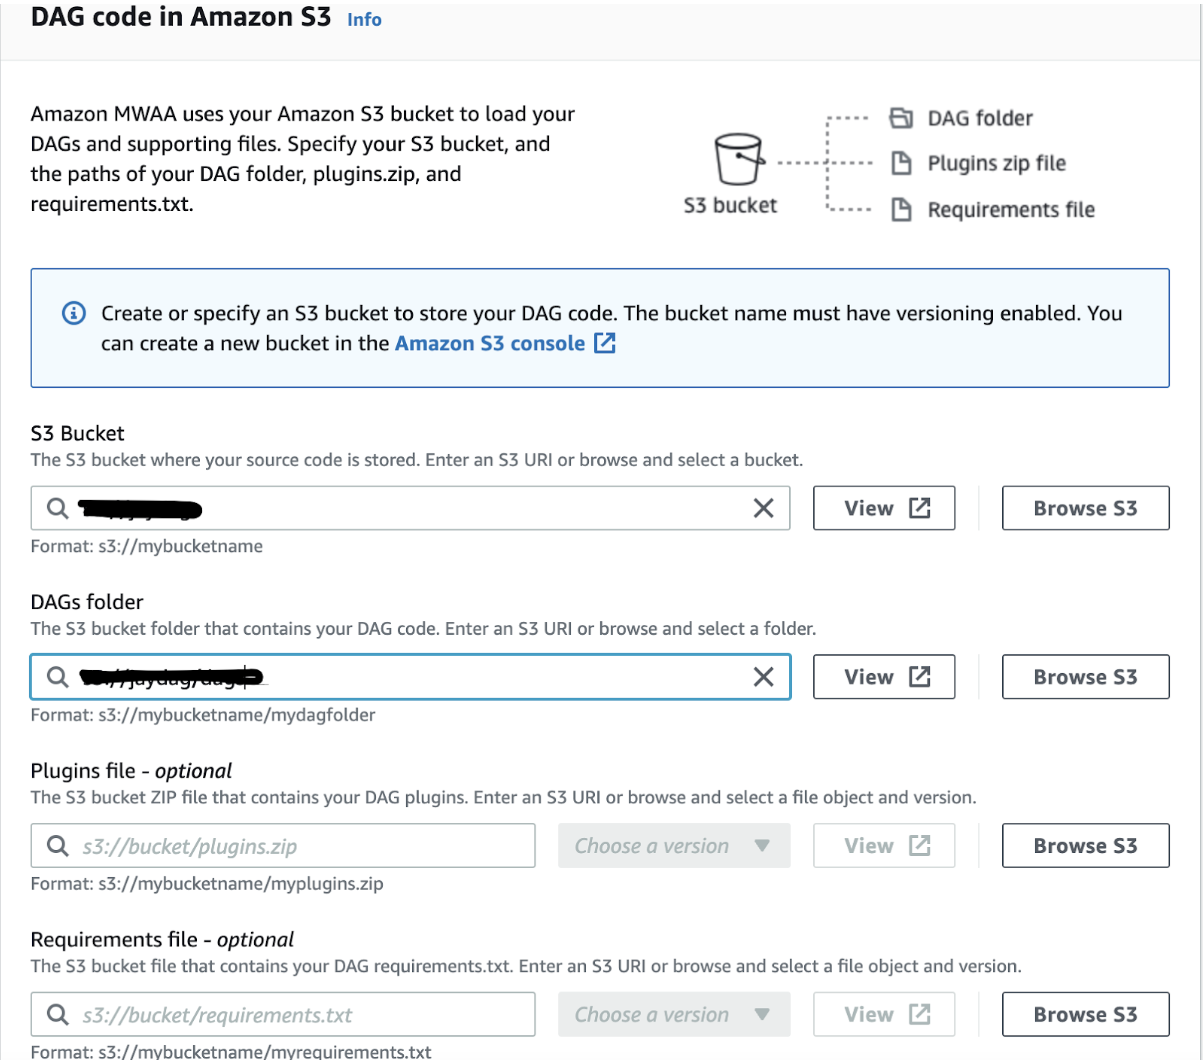 DAG code in Amazon S3 Info
Amazon MWAA uses your Amazon S3 bucket to load your
DAGs and supporting files. Specify your S3 bucket, and
the paths of your DAG folder, plugins.zip, and
requirements.txt.
S3 bucket
DAG folder
Plugins zip file
Requirements file
Create or specify an S3 bucket to store your DAG code. The bucket name must have versioning enabled. You
can create a new bucket in the Amazon S3 console
S3 Bucket
The S3 bucket where your source code is stored. Enter an S3 URI or browse and select a bucket.
View
Browse S3
Format: s3://mybucketname
DAGs folder
The S3 bucket folder that contains your DAG code. Enter an S3 URI or browse and select a folder.
View
Browse S3
Format: s3://mybucketname/mydagfolder
Plugins file - optional
The S3 bucket ZIP file that contains your DAG plugins. Enter an S3 URI or browse and select a file object and version.
s3://bucket/plugins.zip
Choose a version
View
Browse S3
Format: s3://mybucketname/myplugins.zip
Requirements file - optional
The S3 bucket file that contains your DAG requirements.txt. Enter an S3 URI or browse and select a file object and version.
s3://bucket/requirements.txt
Choose a version
View
Browse S3
Format: s3://mybucketname/myrequirements.txt